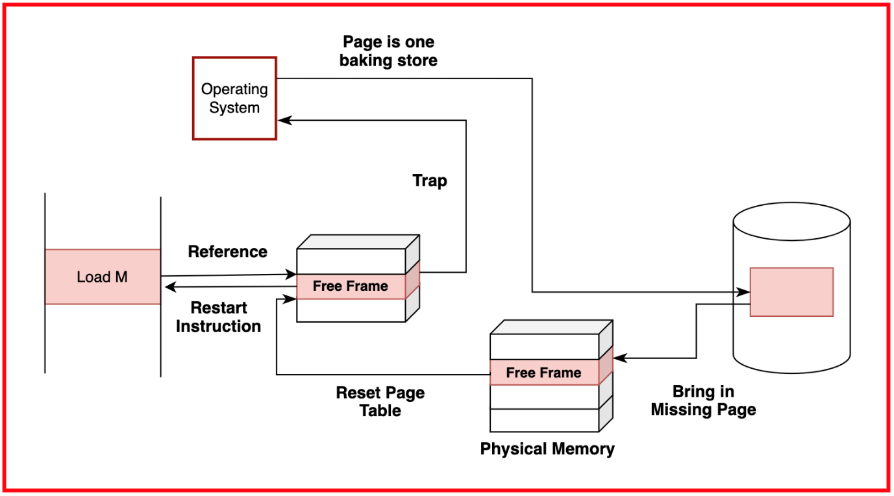 Page is one
baking store
Operating
System
Trap
Reference
Load M
Free Frame
Restart
Instruction
Free Frame
Reset Page
Table
Bring in
Missing Page
Physical Memory